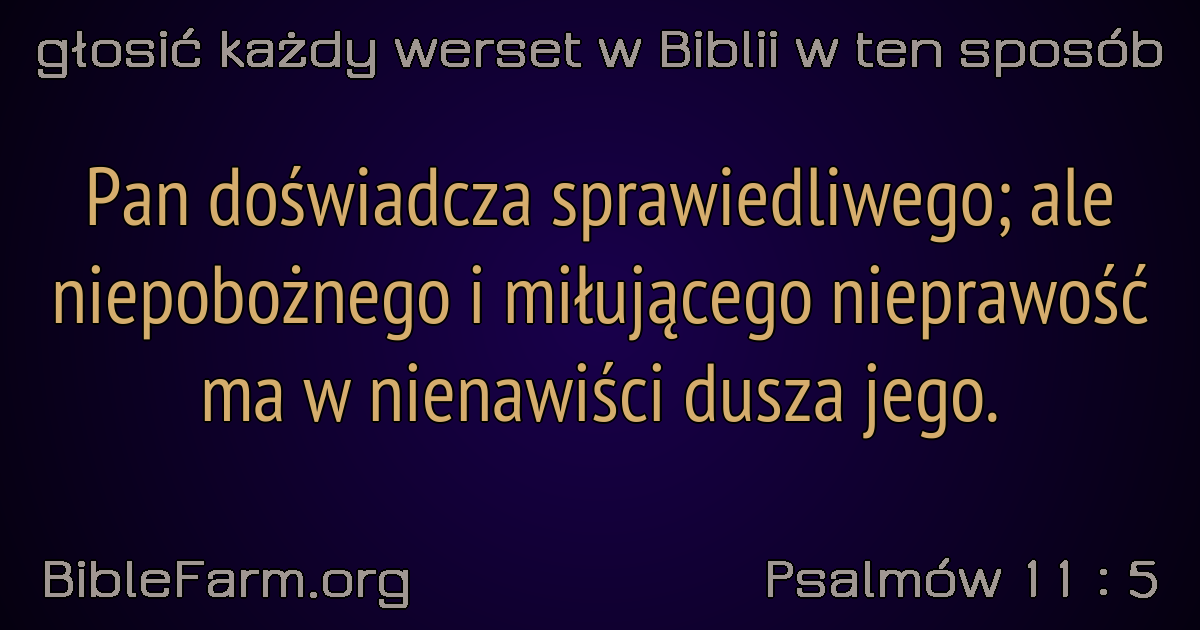 głosić każdy werset w Biblii w ten sposób
Pan doświadcza sprawiedliwego; ale
niepobożnego i miłującego nieprawość
ma w nienawiści dusza jego.
BibleFarm.org
Psalmów 11 : 5